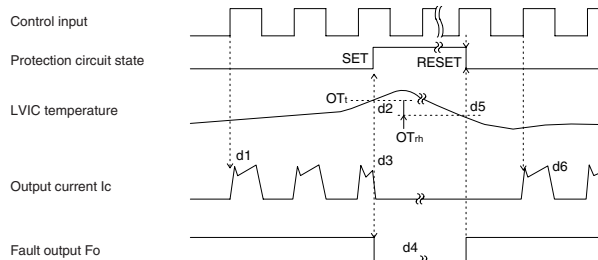 Control input
Protection circuit state
SET
RESET
LVIC temperature
OTt
d2
d5
OTrh
d1
d3
d6
Output current Ic
d4
Fault output Fo